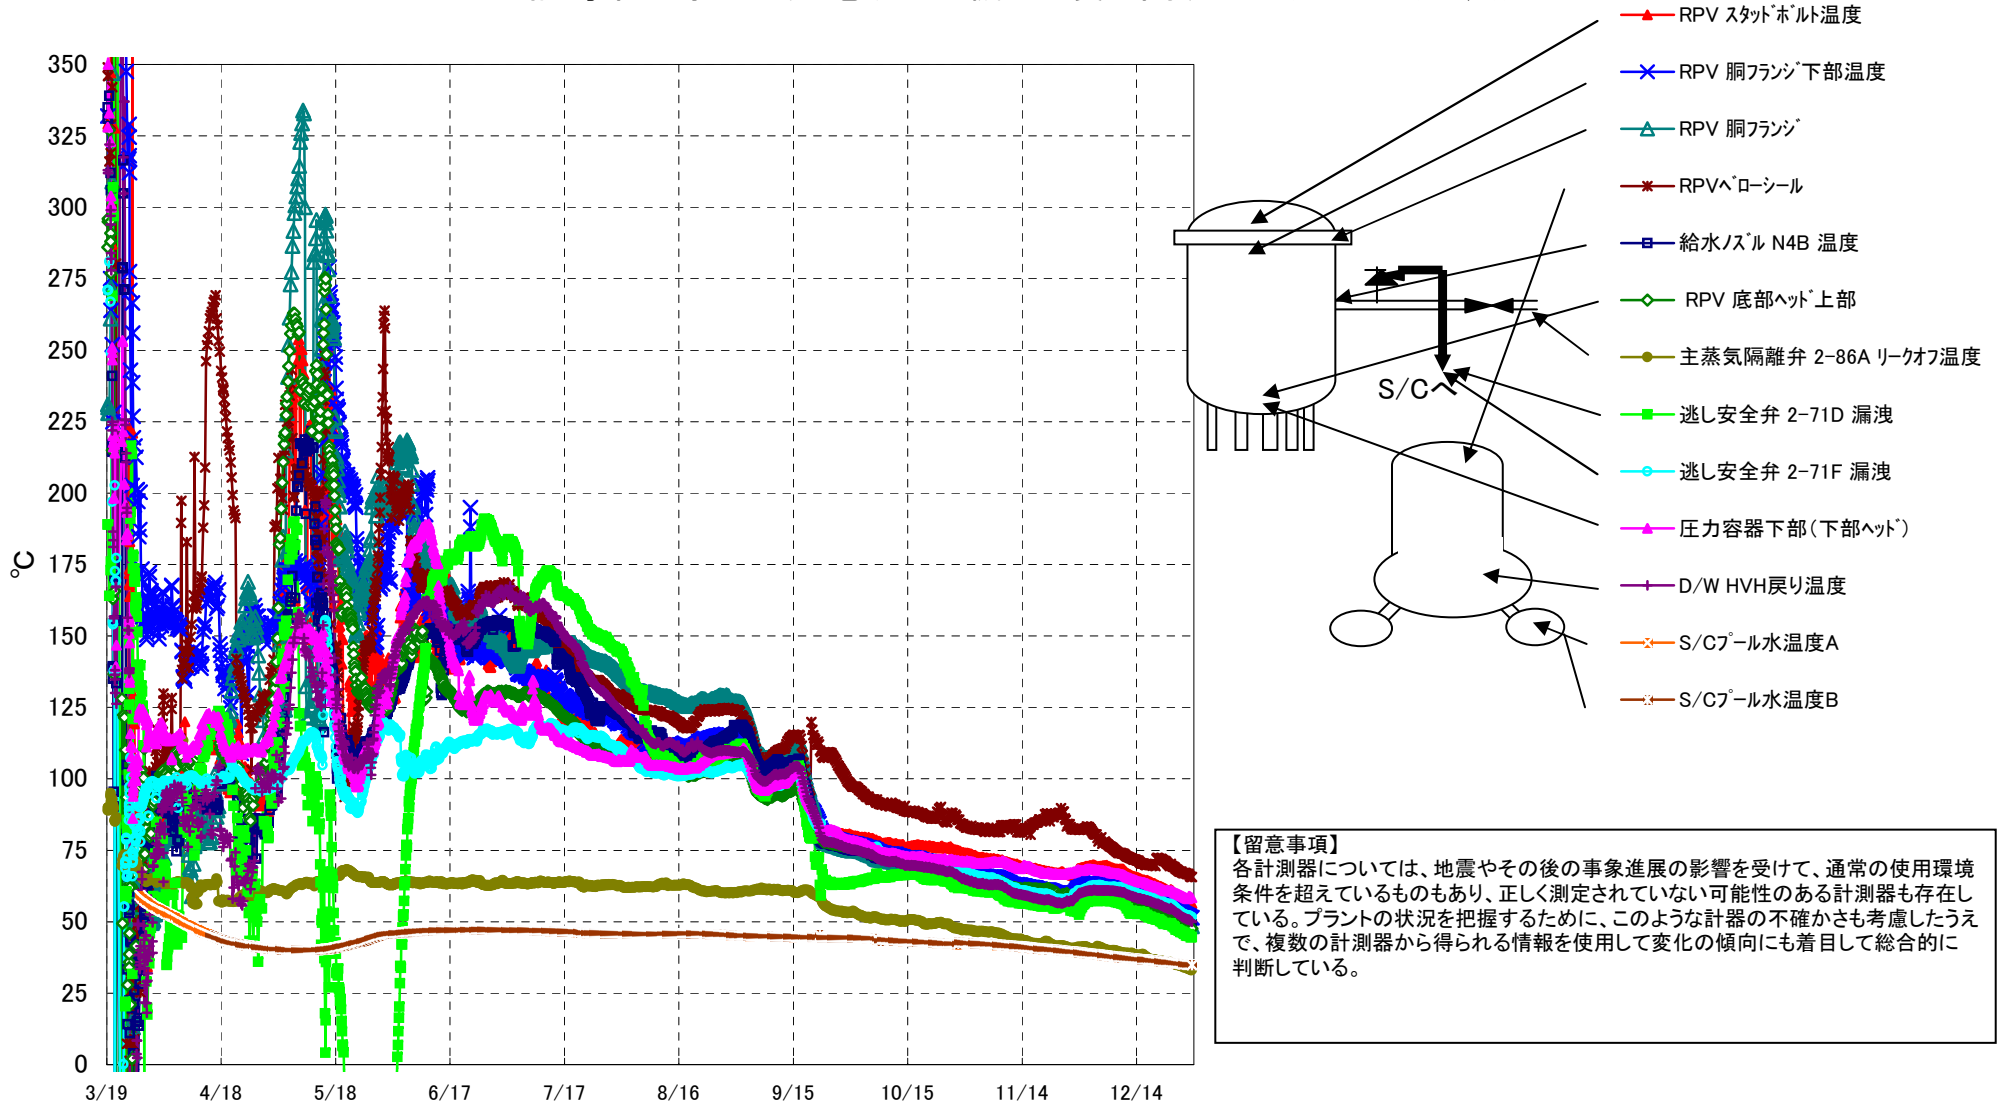 RPV スタッドボルト温度
RPV 胴フランジ下部温度
RPV 胴フランジ
RPVベローシール
給水ノズル N4B 温度
RPV 底部ヘッド上部
主蒸気隔離弁 2-86A リークオフ温度
逃し安全弁 2-71D 漏洩
逃し安全弁 2-71F 漏洩
圧力容器下部(下部ヘッド)
D/W HVH戻り温度
S/Cプール水温度A
S/Cプール水温度B
350
325
300
275
250
225
200
175
150
125
100
75
50
25
0
℃
3/19
4/18
5/18
6/17
7/17
8/16
9/15
10/15
11/14
12/14
S/Cへ
【留意事項】
各計測器については、地震やその後の事象進展の影響を受けて、通常の使用環境
条件を超えているものもあり、正しく測定されていない可能性のある計測器も存在し
ている。プラントの状況を把握するために、このような計器の不確かさも考慮したうえ
で、複数の計測器から得られる情報を使用して変化の傾向にも着目して総合的に
判断している。